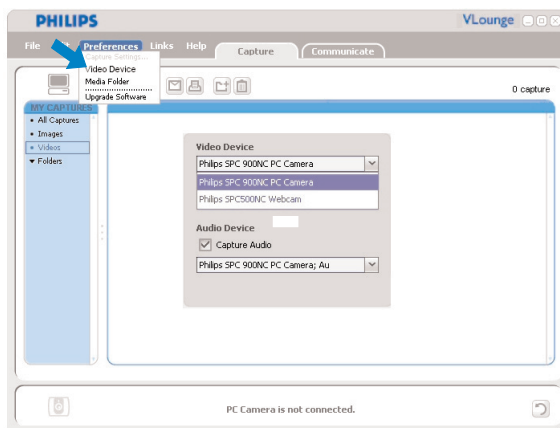 PHILIPS
VLounge
File
Preferences Links Help
Capture
Communicate
Capture Settings...
Video Device
Media Folder
Upgrade Software
0 capture
MY CAPTURES
All Captures
Images
Videos
Folders
Video Device
Philips SPC 900NC PC Camera
Philips SPC 900NC PC Camera
Philips SPC500NC Webcam
Audio Device
Capture Audio
Philips SPC 900NC PC Camera; Au
PC Camera is not connected.